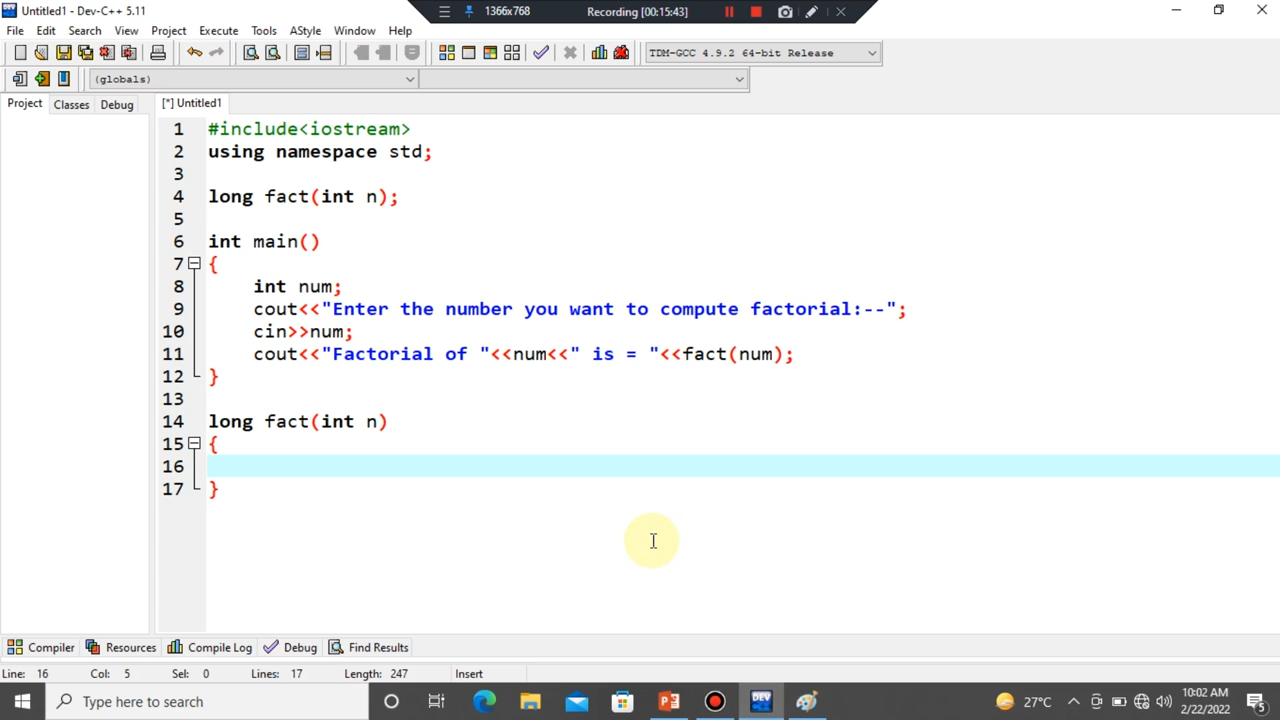 Untitled1 - Dev-C++ 5.11
1366x768
Recording [00:15:43]
File Edit Search View Project Execute Tools AStyle Window Help
TDM-GCC 4.9.2 64-bit Release
(globals)
Project Classes Debug
[*] Untitled1
1 #include<iostream>
2 using namespace std;
3
4 long fact(int n);
5
6 int main()
7 {
8 int num;
9 cout<<"Enter the number you want to compute factorial:--";
10 cin>>num;
11 cout<<"Factorial of "<<num<<" is = "<<fact(num);
12 }
13
14 long fact(int n)
15 {
16
17 }
Compiler Resources Compile Log Debug Find Results
Line: 16 Col: 5 Sel: 0 Lines: 17 Length: 247 Insert
Type here to search
DEV
27°C
10:02 AM
2/22/2022
5